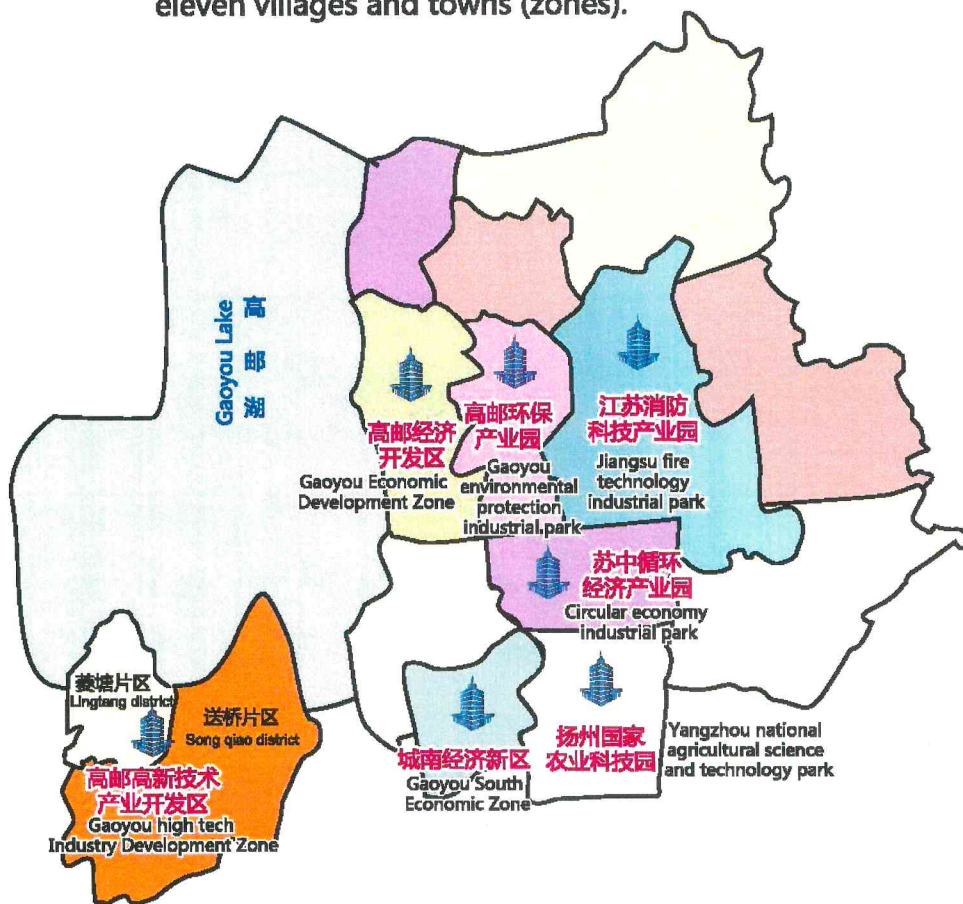 eleven villages and towns (zones).
Gaoyou Lake
高邮湖
高邮经济
开发区
Gaoyou Economic
Development Zone
高邮环保
产业园
Gaoyou
environmental
protection
industrial park
江苏消防
科技产业园
Jiangsu fire
technology
industrial park
苏中循环
经济产业园
Circular economy
industrial park
菱塘片区
Lingtang district
送桥片区
Song qiao district
高邮高新技术
产业开发区
Gaoyou high tech
Industry Development Zone
城南经济新区
Gaoyou South
Economic Zone
扬州国家
农业科技园
Yangzhou national
agricultural science
and technology park